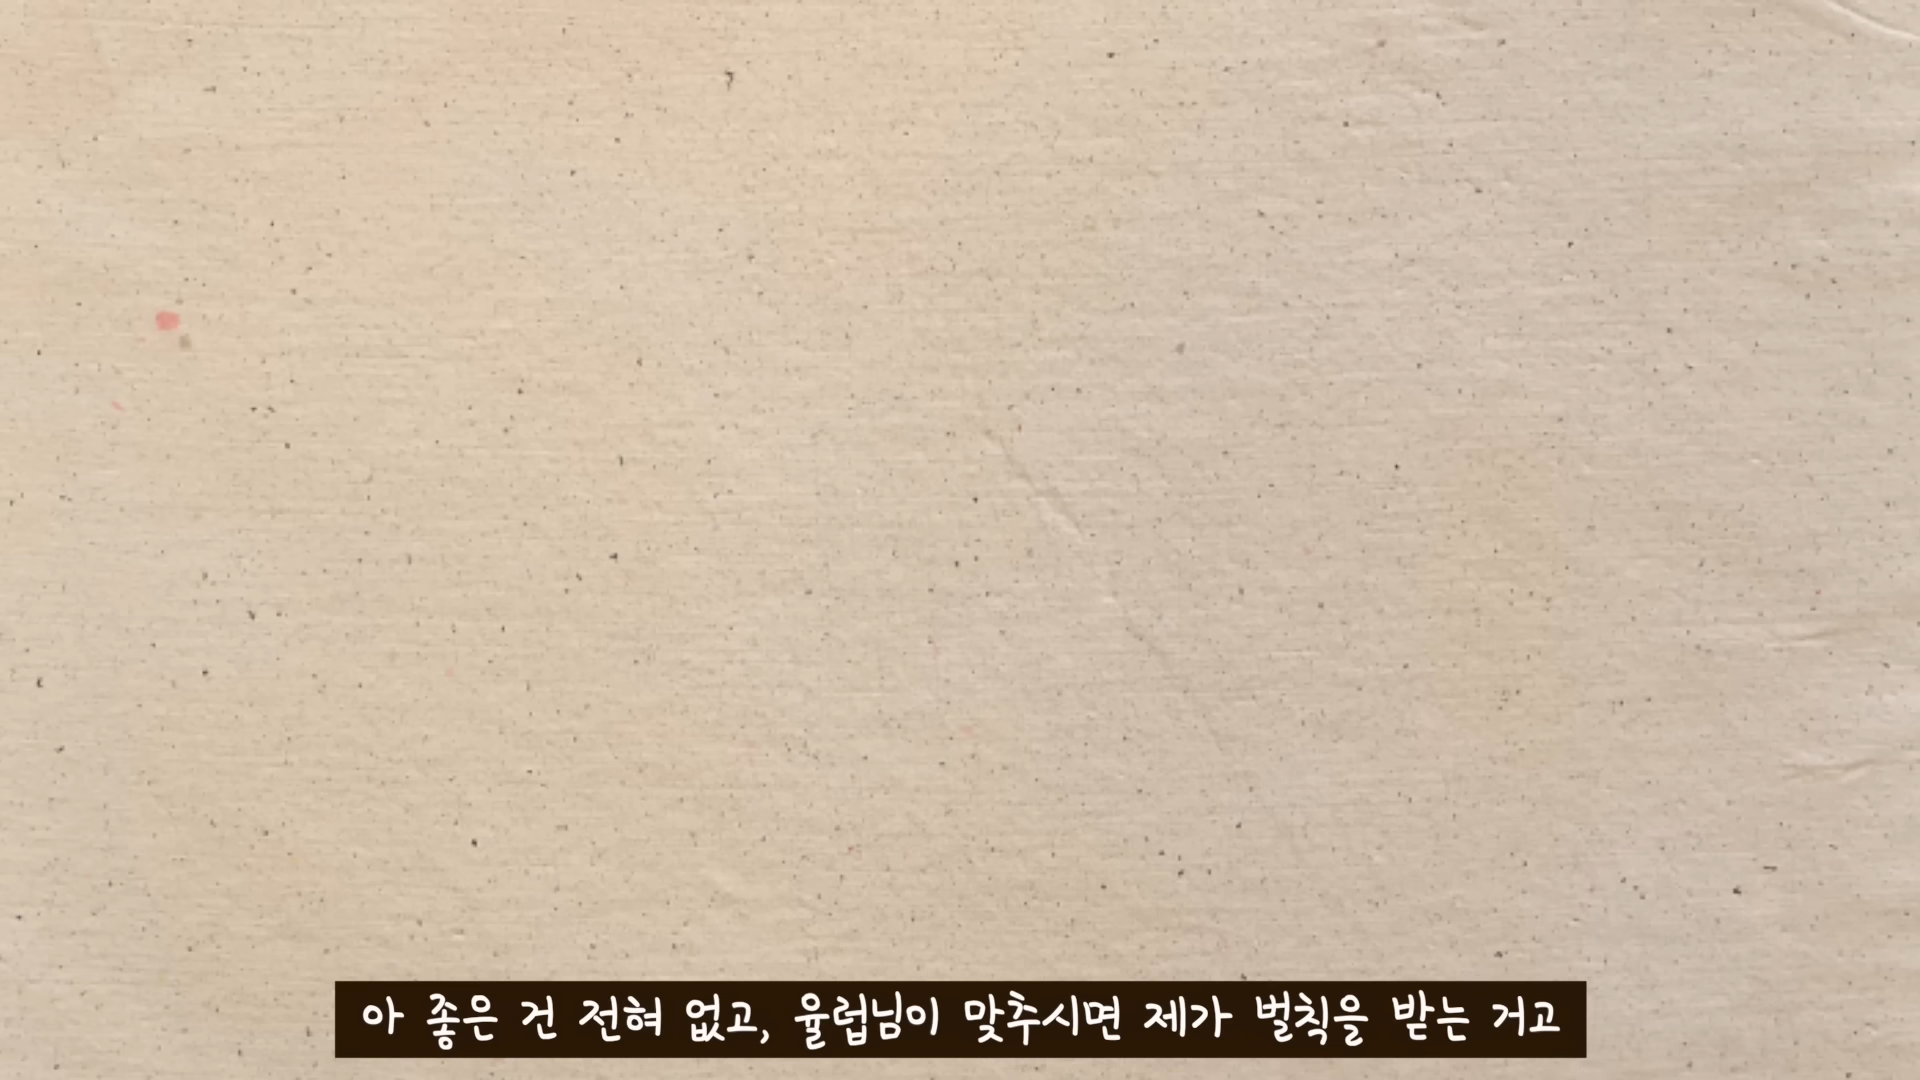 아 좋은 건 전혀 없고, 율럽님이 맞추시면 제가 벌칙을 받는 거고